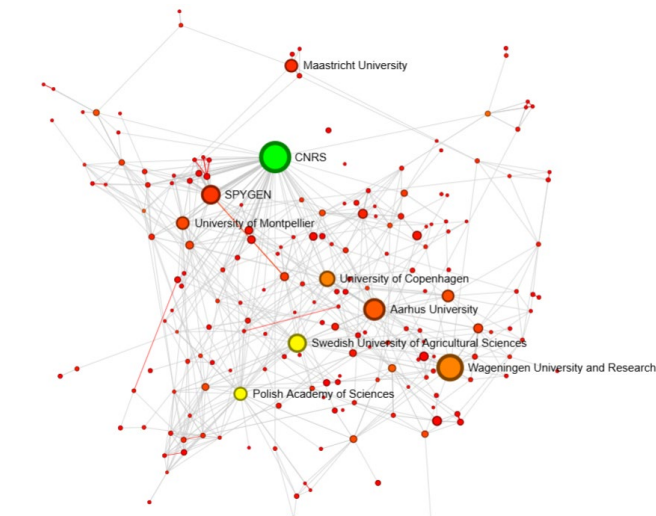 Maastricht University
CNRS
SPYGEN
University of Montpellier
University of Copenhagen
Aarhus University
Swedish University of Agricultural Sciences
Wageningen University and Research
Polish Academy of Sciences